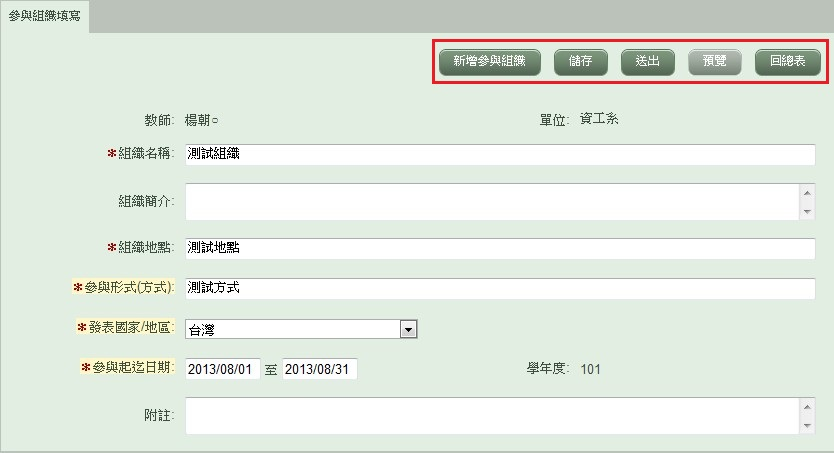 參與組織填寫
新增參與組織 儲存 送出 預覽 回總表
教師: 楊朝○ 單位: 資工系
*組織名稱: 測試組織
組織簡介:
*組織地點: 測試地點
*參與形式(方式): 測試方式
*發表國家/地區: 台灣
*參與起迄日期: 2013/08/01 至 2013/08/31 學年度: 101
附註: